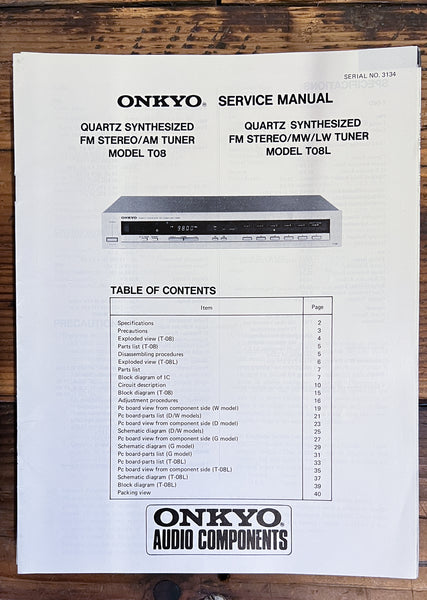 SERIAL NO. 3134
ONKYO® SERVICE MANUAL
QUARTZ SYNTHESIZED
FM STEREO/AM TUNER
MODEL T08
QUARTZ SYNTHESIZED
FM STEREO/MW/LW TUNER
MODEL T08L
ONKYO
TABLE OF CONTENTS
Item Page
Specifications 2
Precautions 3
Exploded view (T-08) 4
Parts list (T-08) 5
Disassembling procedures 5
Exploded view (T-08L) 6
Parts list 7
Block diagram of IC 7
Circuit description 10
Block diagram (T-08) 15
Adjustment procedures 16
Pc board view from component side (W model) 19
Pc board-parts list (D/W models) 21
Pc board view from component side (D model) 23
Schematic diagram (D/W models) 25
Pc board view from component side (G model) 27
Schematic diagram (G model) 29
Pc board-parts list (G model) 31
Pc board-parts list (T-08L) 33
Pc board view from component side (T-08L) 35
Schematic diagram (T-08L) 37
Block diagram (T-08L) 39
Packing view 40
ONKYO®
AUDIO COMPONENTS